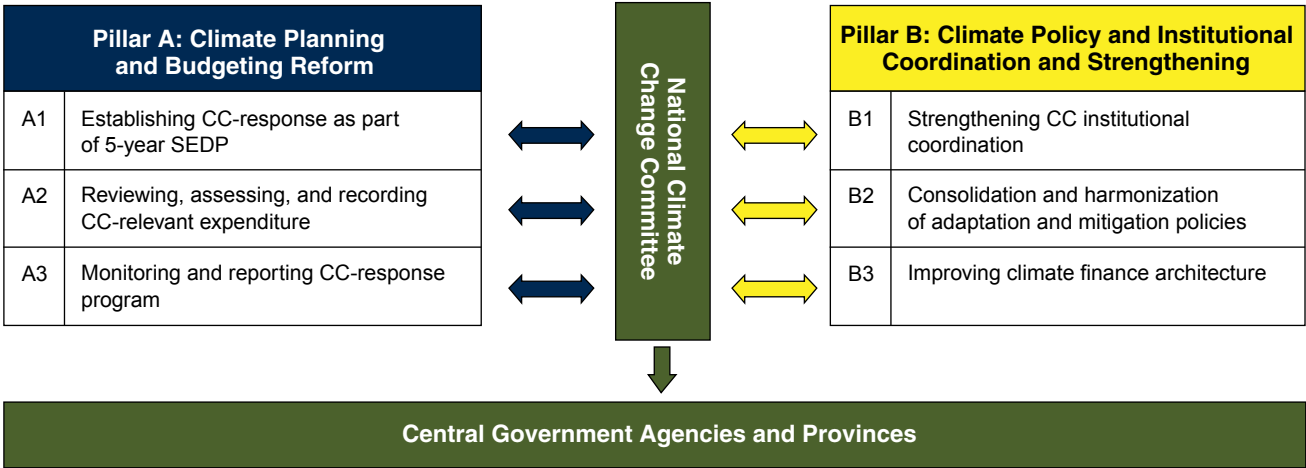 Pillar A: Climate Planning
and Budgeting Reform
A1
Establishing CC-response as part
of 5-year SEDP
A2
Reviewing, assessing, and recording
CC-relevant expenditure
A3
Monitoring and reporting CC-response
program
National Climate
Change Committee
Pillar B: Climate Policy and Institutional
Coordination and Strengthening
B1
Strengthening CC institutional
coordination
B2
Consolidation and harmonization
of adaptation and mitigation policies
B3
Improving climate finance architecture
Central Government Agencies and Provinces